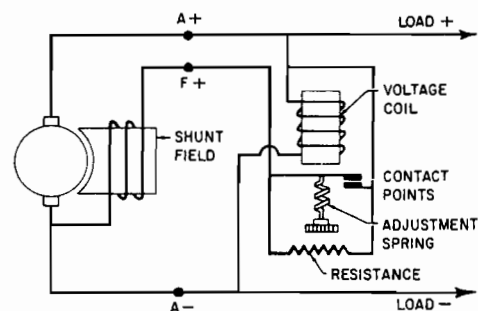 A+
LOAD +
F+
VOLTAGE
COIL
SHUNT
FIELD
CONTACT
POINTS
ADJUSTMENT
SPRING
RESISTANCE
A-
LOAD-